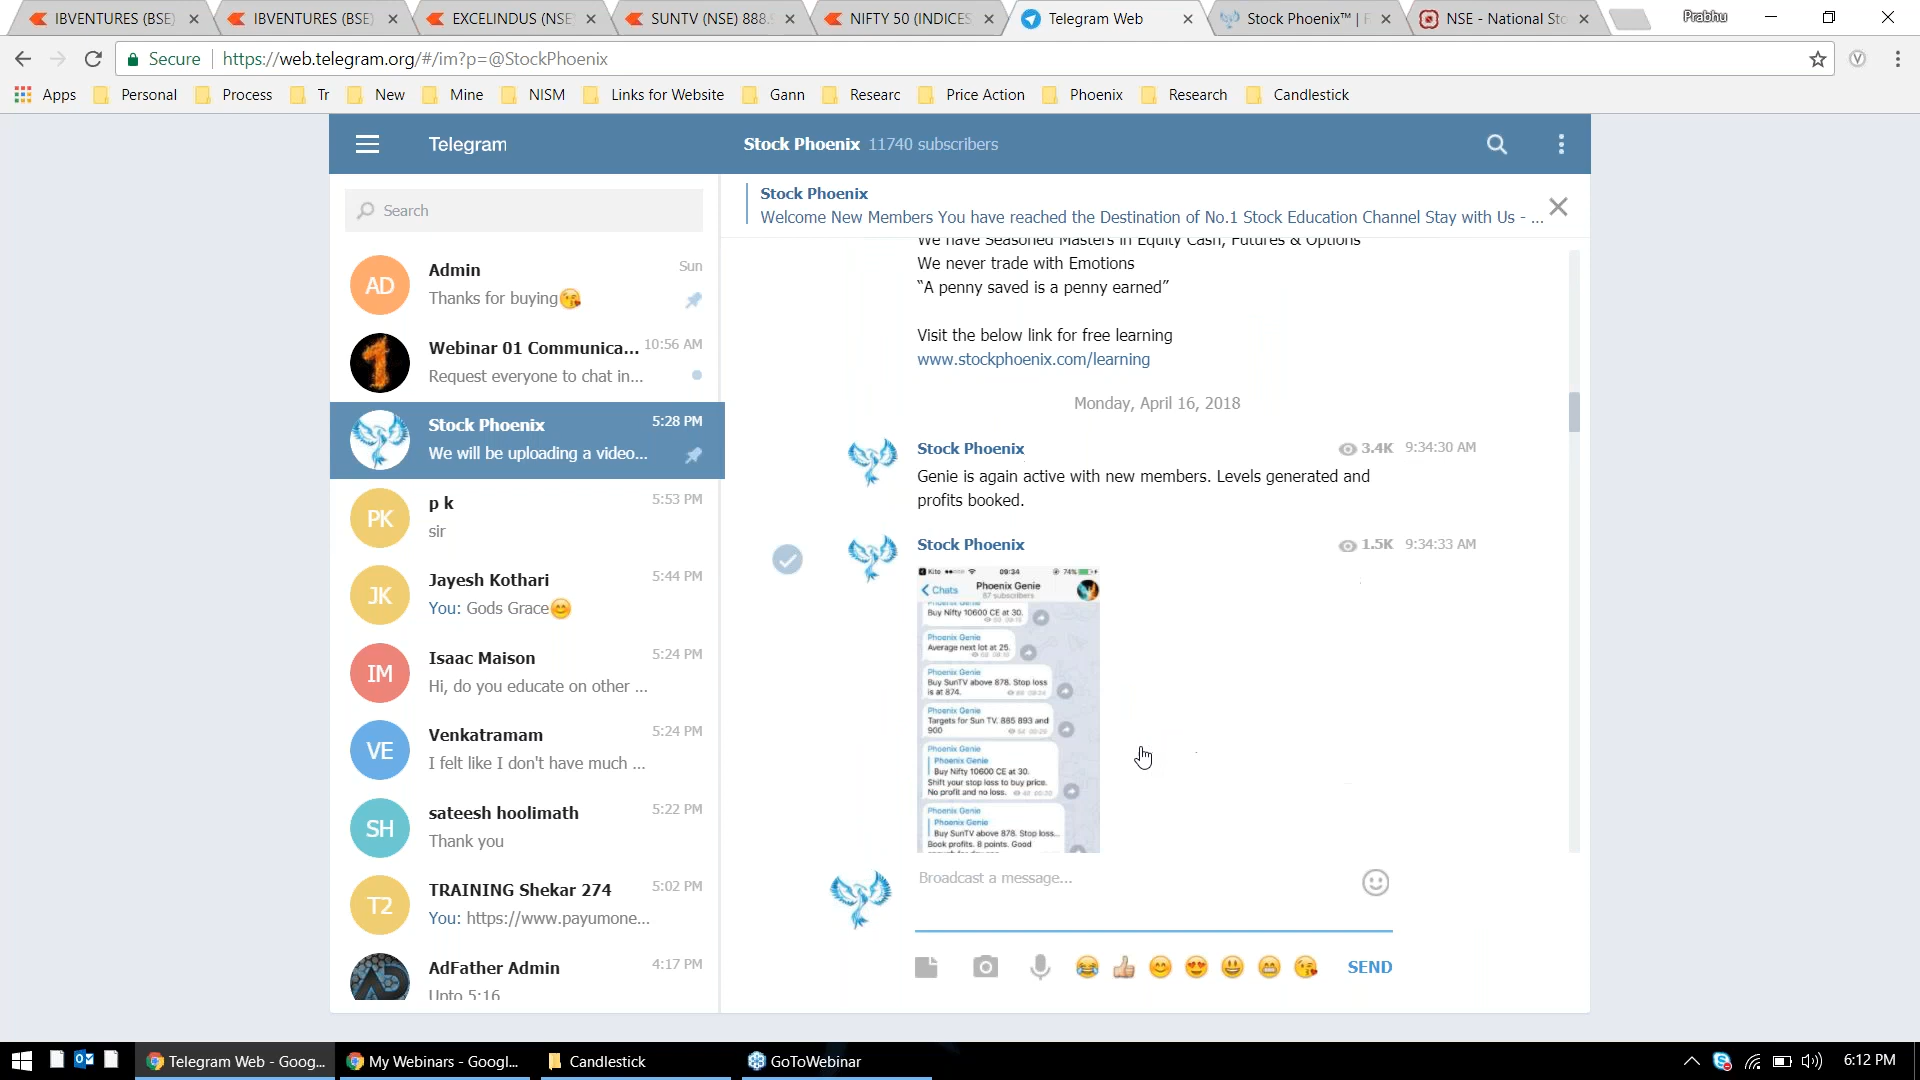 IBVENTURES (BSE)
IBVENTURES (BSE)
EXCELINDUS (NSE
SUNTV (NSE) 888.
NIFTY 50 (INDICES
Telegram Web
Stock Phoenix™ | F
NSE - National Sto
Prabhu
Secure
https://web.telegram.org/#/im?p=@StockPhoenix
Apps
Personal
Process
Tr
New
Mine
NISM
Links for Website
Gann
Researc
Price Action
Phoenix
Research
Candlestick
Telegram
Stock Phoenix 11740 subscribers
Search
Admin Sun
Thanks for buying😘
Webinar 01 Communica... 10:56 AM
Request everyone to chat in...
Stock Phoenix 5:28 PM
We will be uploading a video...
PK
p k 5:53 PM
sir
JK
Jayesh Kothari 5:44 PM
You: Gods Grace😊
IM
Isaac Maison 5:24 PM
Hi, do you educate on other ...
VE
Venkatramam 5:24 PM
I felt like I don't have much ...
SH
sateesh hoolimath 5:22 PM
Thank you
T2
TRAINING Shekar 274 5:02 PM
You: https://www.payumone...
AdFather Admin 4:17 PM
Upto 5:16
AD
Stock Phoenix
Welcome New Members You have reached the Destination of No.1 Stock Education Channel Stay with Us - ...
We have Seasoned Masters in Equity Cash, Futures & Options
We never trade with Emotions
“A penny saved is a penny earned”
Visit the below link for free learning
www.stockphoenix.com/learning
Monday, April 16, 2018
Stock Phoenix 3.4K 9:34:30 AM
Genie is again active with new members. Levels generated and
profits booked.
Stock Phoenix 1.5K 9:34:33 AM
Kito 09:34 74%
Chats
Phoenix Genie
87 subscribers
Phoenix Genie
Buy Nifty 10600 CE at 30.
Phoenix Genie
Average next lot at 25.
Phoenix Genie
Buy SunTV above 878. Stop loss
is at 874.
Phoenix Genie
Targets for Sun TV. 885 893 and
900
Phoenix Genie
Phoenix Genie
Buy Nifty 10600 CE at 30.
Shift your stop loss to buy price.
No profit and no loss.
Phoenix Genie
Phoenix Genie
Buy SunTV above 878. Stop loss...
Book profits. 8 points. Good
Broadcast a message...
SEND
Telegram Web - Goog...
My Webinars - Googl...
Candlestick
GoToWebinar
6:12 PM